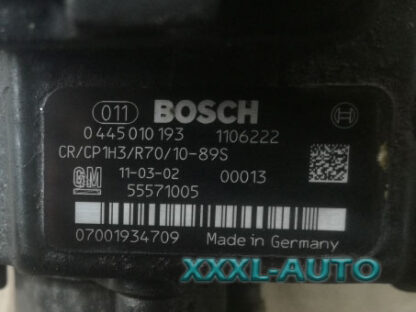 011 BOSCH
0 445 010 193 1106222
CR/CP1H3/R70/10-89S
GM 11-03-02 00013
55571005
07001934709 Made in Germany
XXXL-AUTO